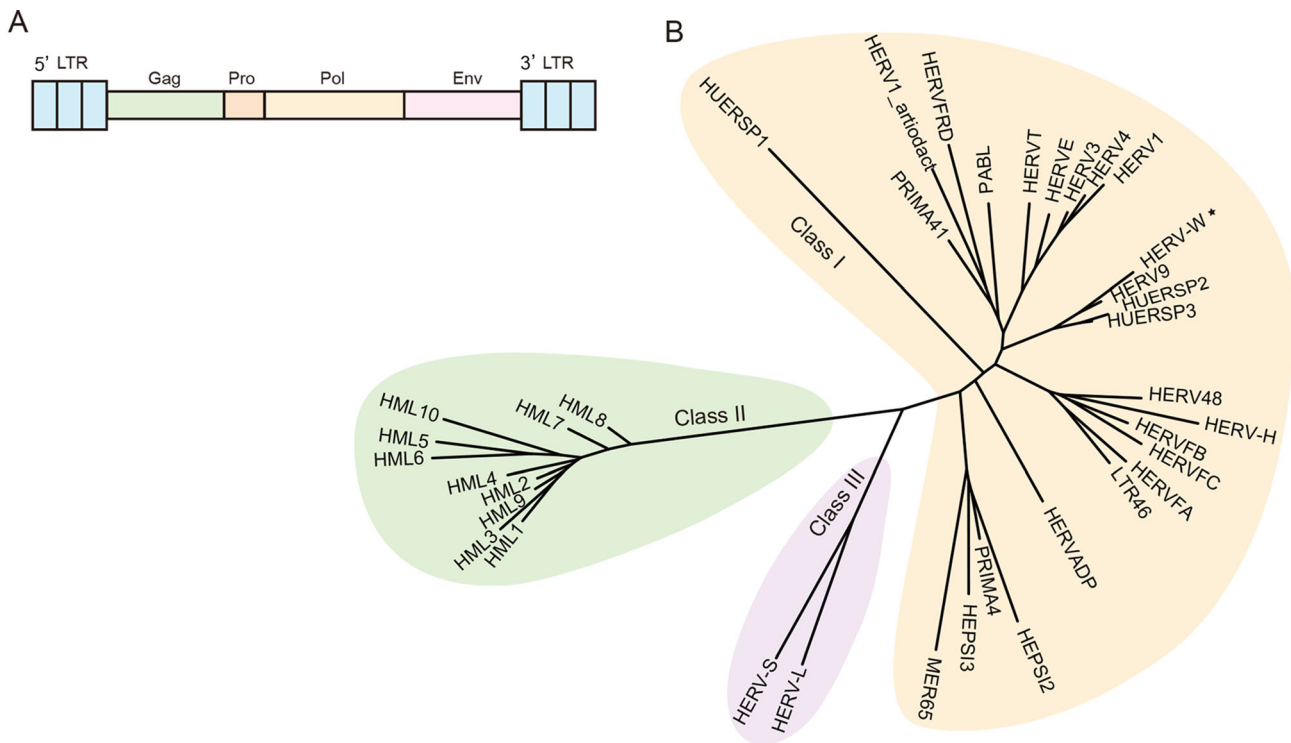 A
5' LTR
Gag
Pro
Pol
Env
3' LTR
B
HUERSP1
HERV1_artiodact
HERVFRD
PRIMA41
PABL
HERVT
HERVE
HERV3
HERV4
HERV1
Class I
HERV-W*
HERV9
HUERSP2
HUERSP3
HERV48
HERV-H
HERVFB
HERVFC
HERVFA
LTR46
HERVADP
PRIMA4
HEPSI2
HEPSI3
MER65
Class II
HML8
HML7
HML10
HML5
HML6
HML4
HML2
HML9
HML3
HML1
Class III
HERV-S
HERV-L